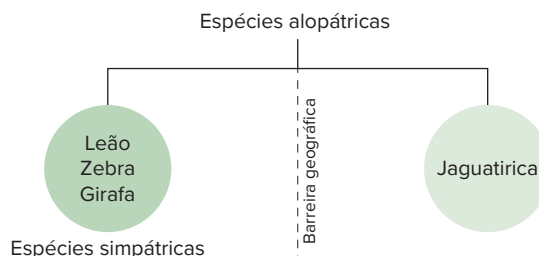 Espécies alopátricas
Leão
Zebra
Girafa
Barreira geográfica
Jaguatirica
Espécies simpátricas